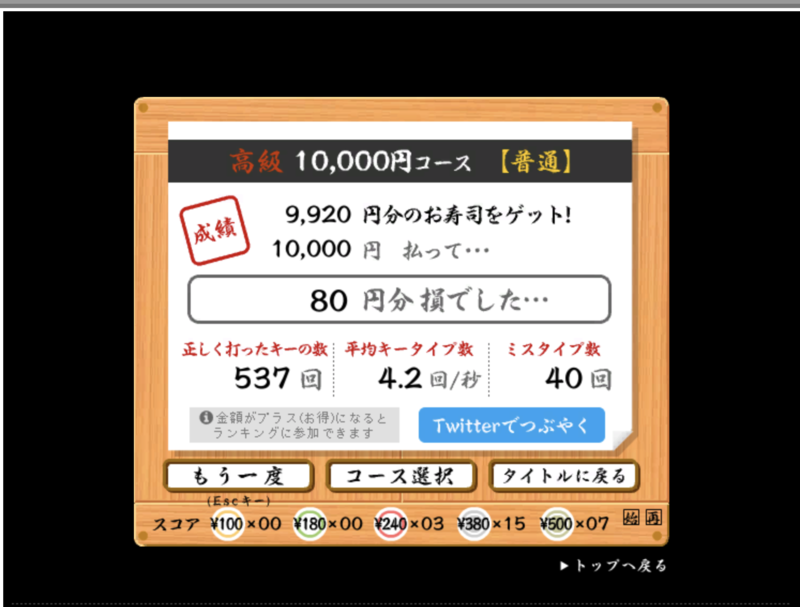 高級 10,000円コース 【普通】
成績
9,920 円分のお寿司をゲット!
10,000 円 払って…
80 円分 損でした…
正しく打ったキーの数 平均キータイプ数 ミスタイプ数
537 回 4.2 回/秒 40 回
金額がプラス(お得)になると
ランキングに参加できます
Twitterでつぶやく
もう一度 コース選択 タイトルに戻る
(Escキー)
スコア ¥100×00 ¥180×00 ¥240×03 ¥380×15 ¥500×07 始 再
▶トップへ戻る